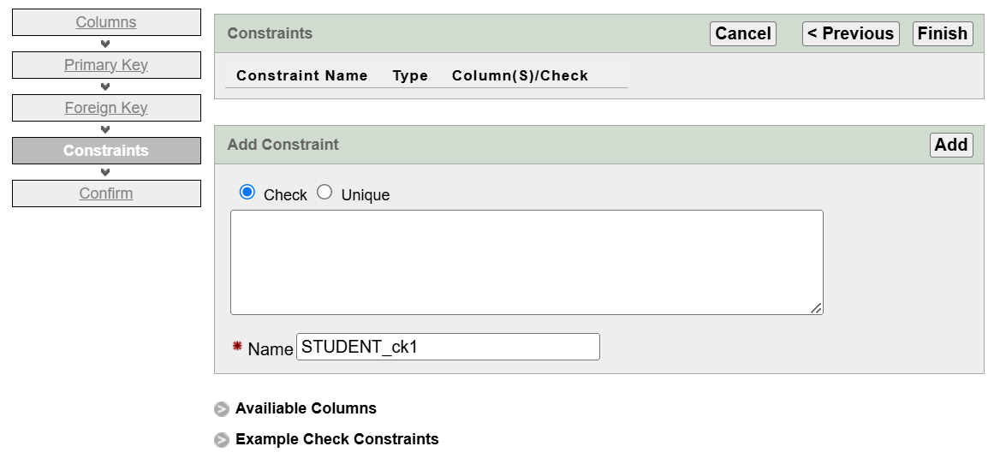 Columns
Primary Key
Foreign Key
Constraints
Confirm
Constraints Cancel < Previous Finish
Constraint Name Type Column(S)/Check
Add Constraint Add
Check Unique
Name STUDENT_ck1
Availiable Columns
Example Check Constraints